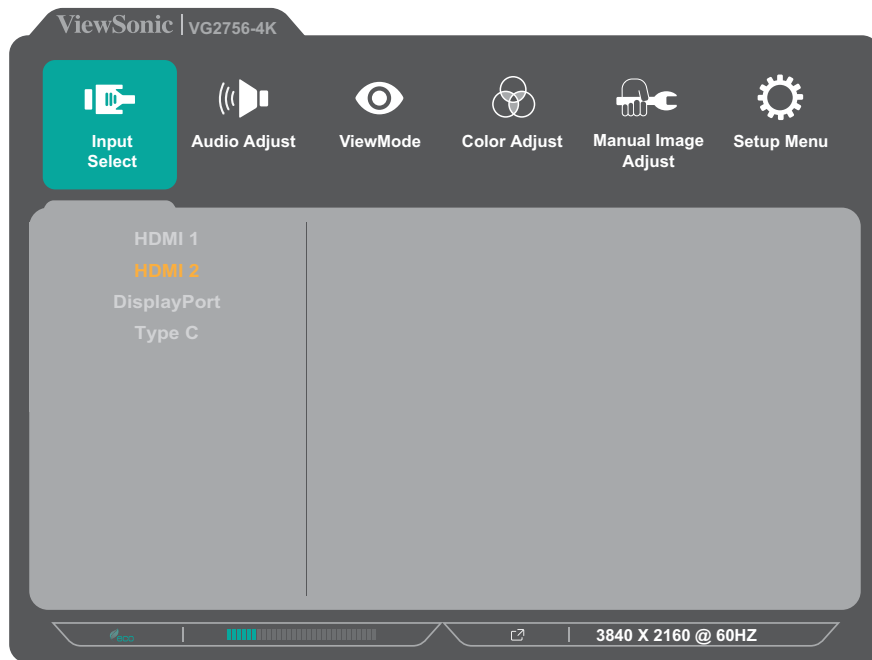 ViewSonic | VG2756-4K
Input
Select
Audio Adjust
ViewMode
Color Adjust
Manual Image
Adjust
Setup Menu
HDMI 1
HDMI 2
DisplayPort
Type C
eco
3840 X 2160 @ 60HZ